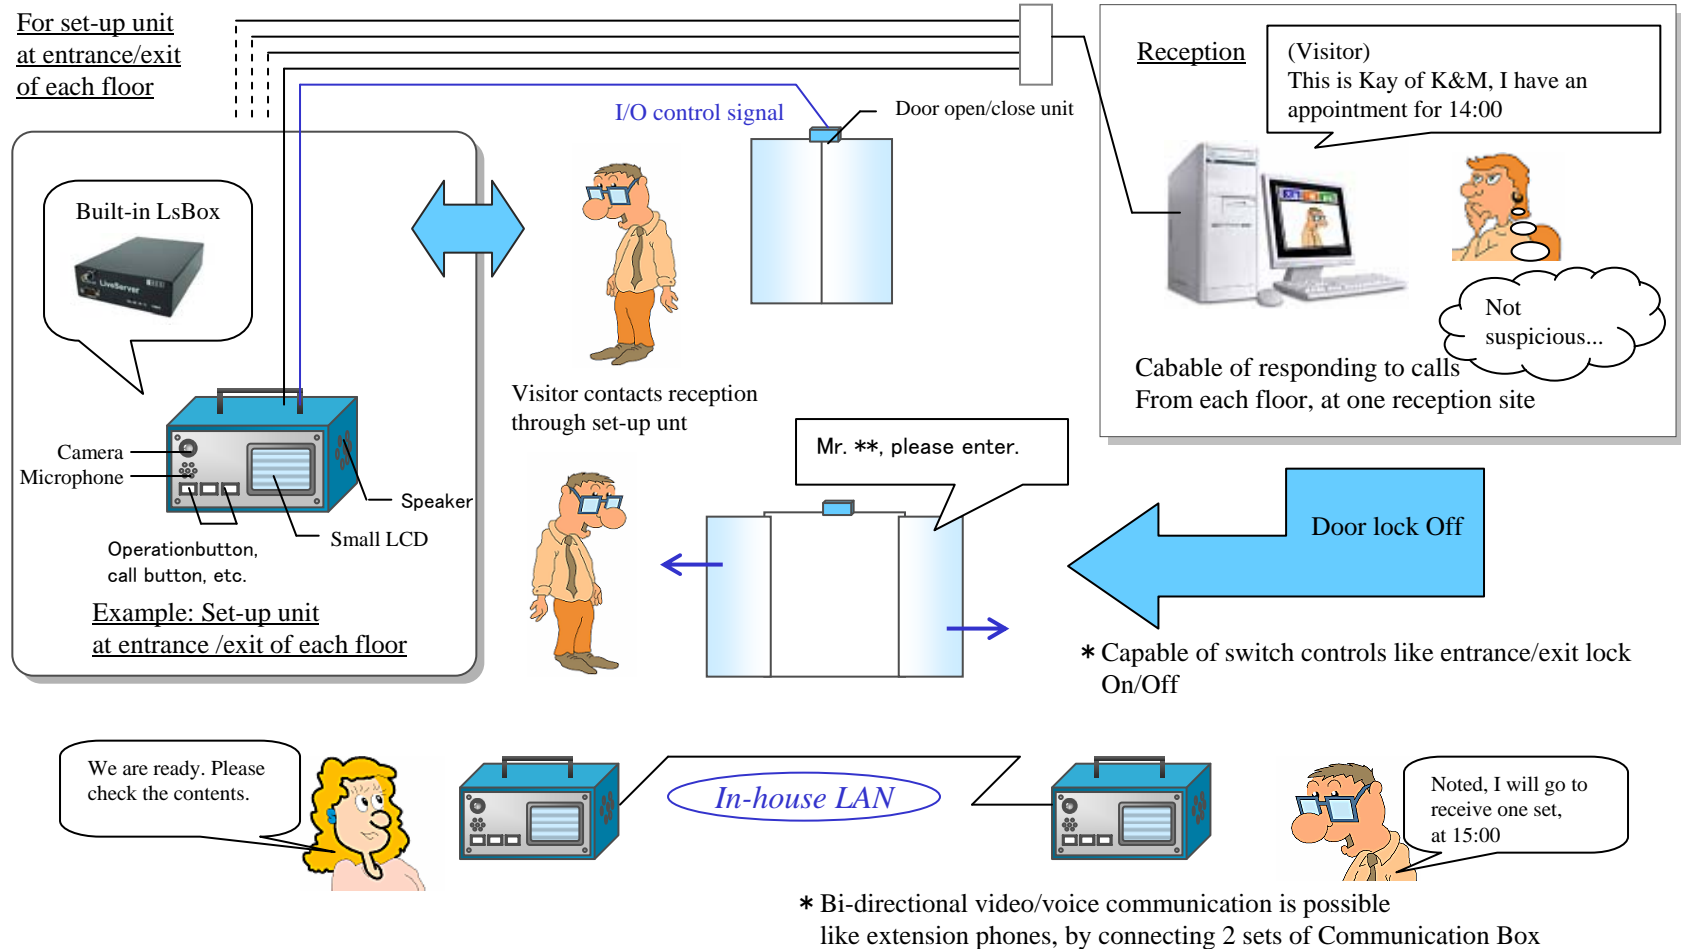 For set-up unit
at entrance/exit
of each floor
I/O control signal
Door open/close unit
Reception
(Visitor)
This is Kay of K&M, I have an
appointment for 14:00
Built-in LsBox
LiveServer
Not
suspicious...
Cabable of responding to calls
From each floor, at one reception site
Visitor contacts reception
through set-up unt
Camera
Microphone
Speaker
Small LCD
Operationbutton,
call button, etc.
Example: Set-up unit
at entrance /exit of each floor
Mr. **, please enter.
Door lock Off
* Capable of switch controls like entrance/exit lock
On/Off
We are ready. Please
check the contents.
In-house LAN
Noted, I will go to
receive one set,
at 15:00
* Bi-directional video/voice communication is possible
like extension phones, by connecting 2 sets of Communication Box